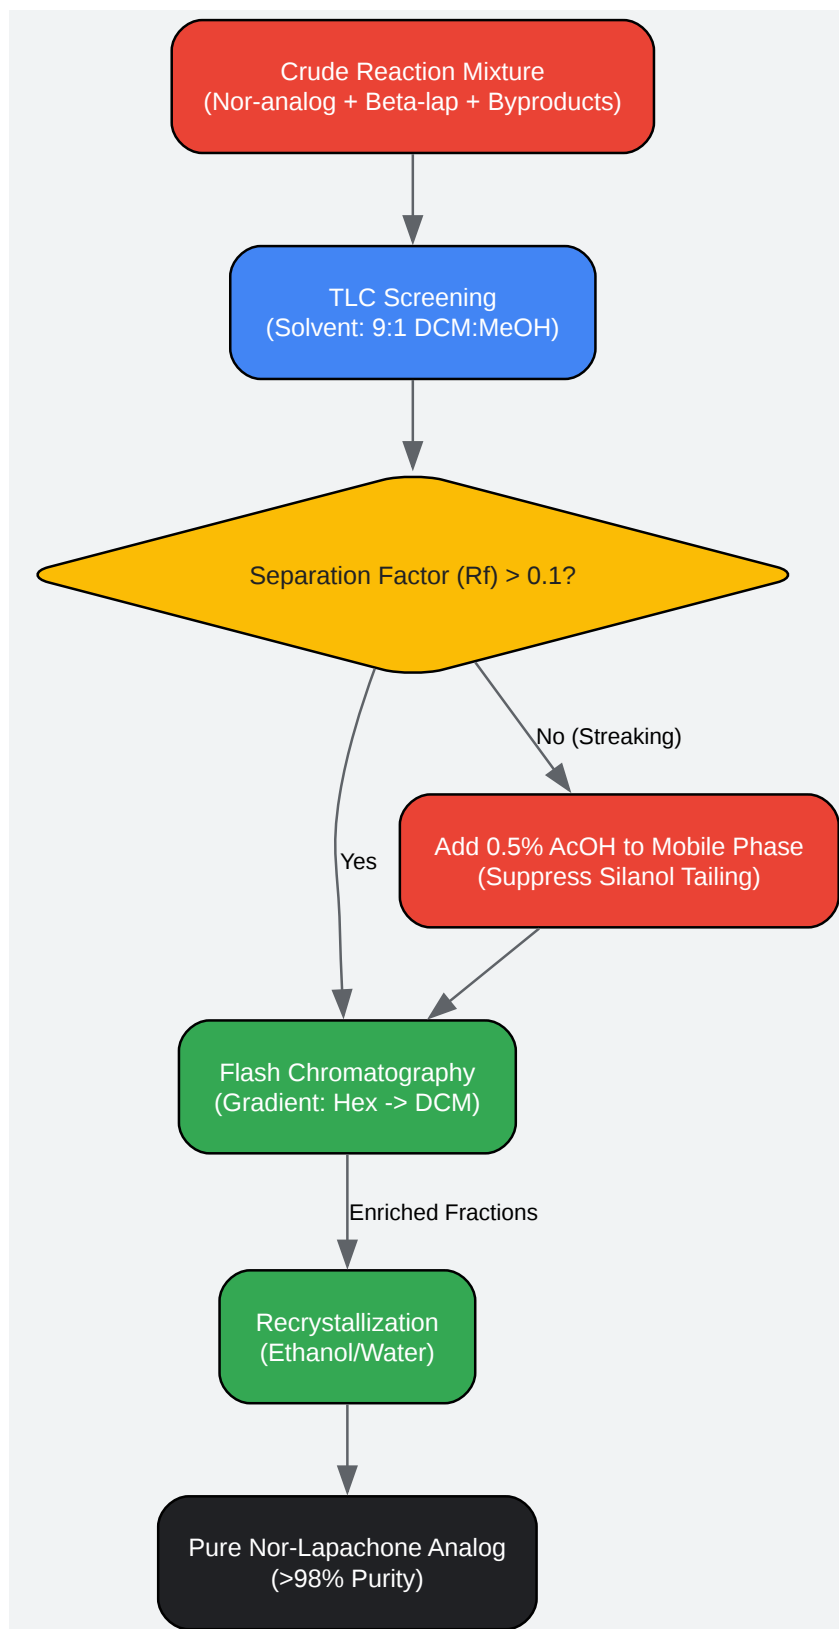 Crude Reaction Mixture
(Nor-analog + Beta-lap + Byproducts)
TLC Screening
(Solvent: 9:1 DCM:MeOH)
Separation Factor (Rf) > 0.1?
No (Streaking)
Add 0.5% AcOH to Mobile Phase
(Suppress Silanol Tailing)
Yes
Flash Chromatography
(Gradient: Hex -> DCM)
Enriched Fractions
Recrystallization
(Ethanol/Water)
Pure Nor-Lapachone Analog
(>98% Purity)